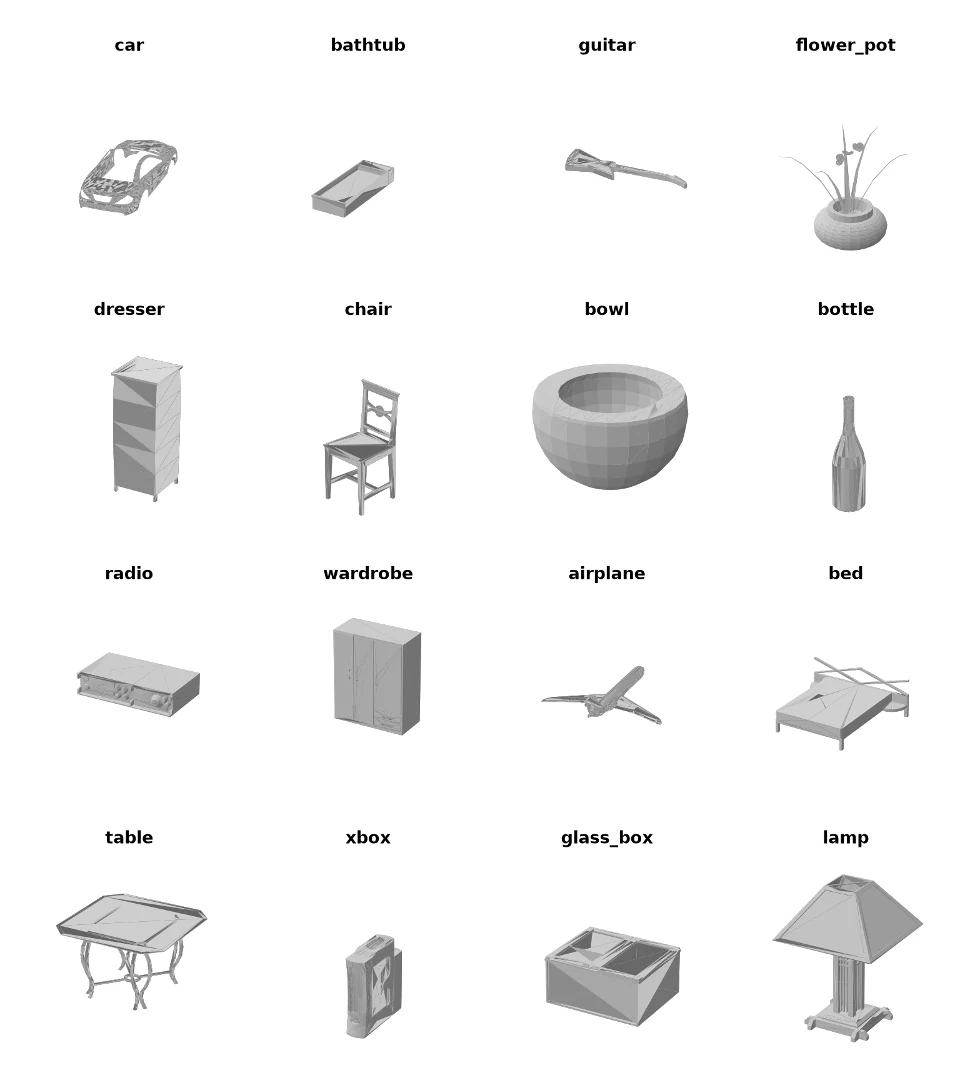 car bathtub guitar flower_pot
dresser chair bowl bottle
radio wardrobe airplane bed
table xbox glass_box lamp